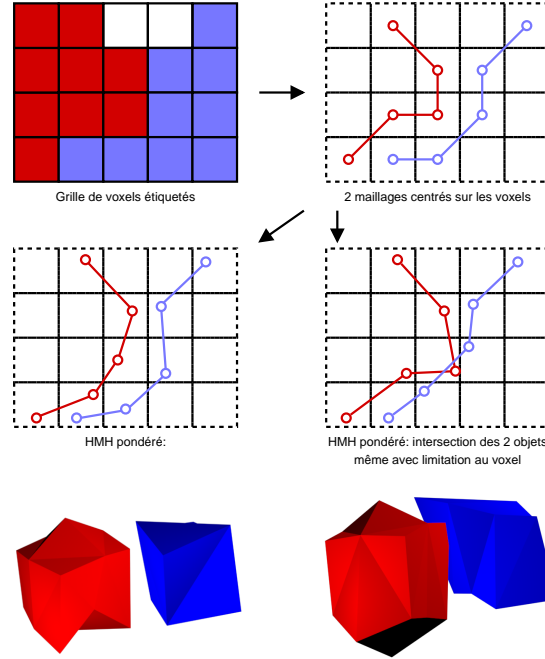 Grille de voxels étiquetés
2 maillages centrés sur les voxels
HMH pondéré:
HMH pondéré: intersection des 2 objets
même avec limitation au voxel